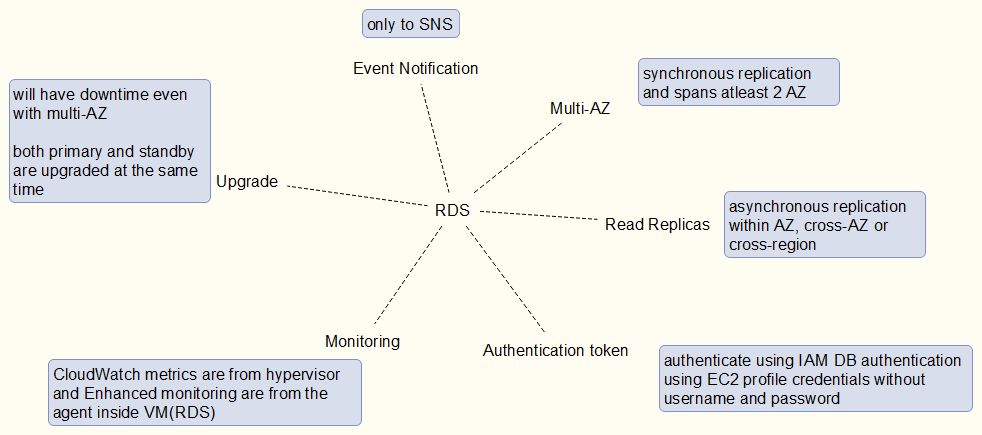 only to SNS
Event Notification
synchronous replication
and spans atleast 2 AZ
Multi-AZ
will have downtime even
with multi-AZ
both primary and standby
are upgraded at the same
time
Upgrade
RDS
Read Replicas
asynchronous replication
within AZ, cross-AZ or
cross-region
Monitoring
CloudWatch metrics are from hypervisor
and Enhanced monitoring are from the
agent inside VM(RDS)
Authentication token
authenticate using IAM DB authentication
using EC2 profile credentials without
username and password